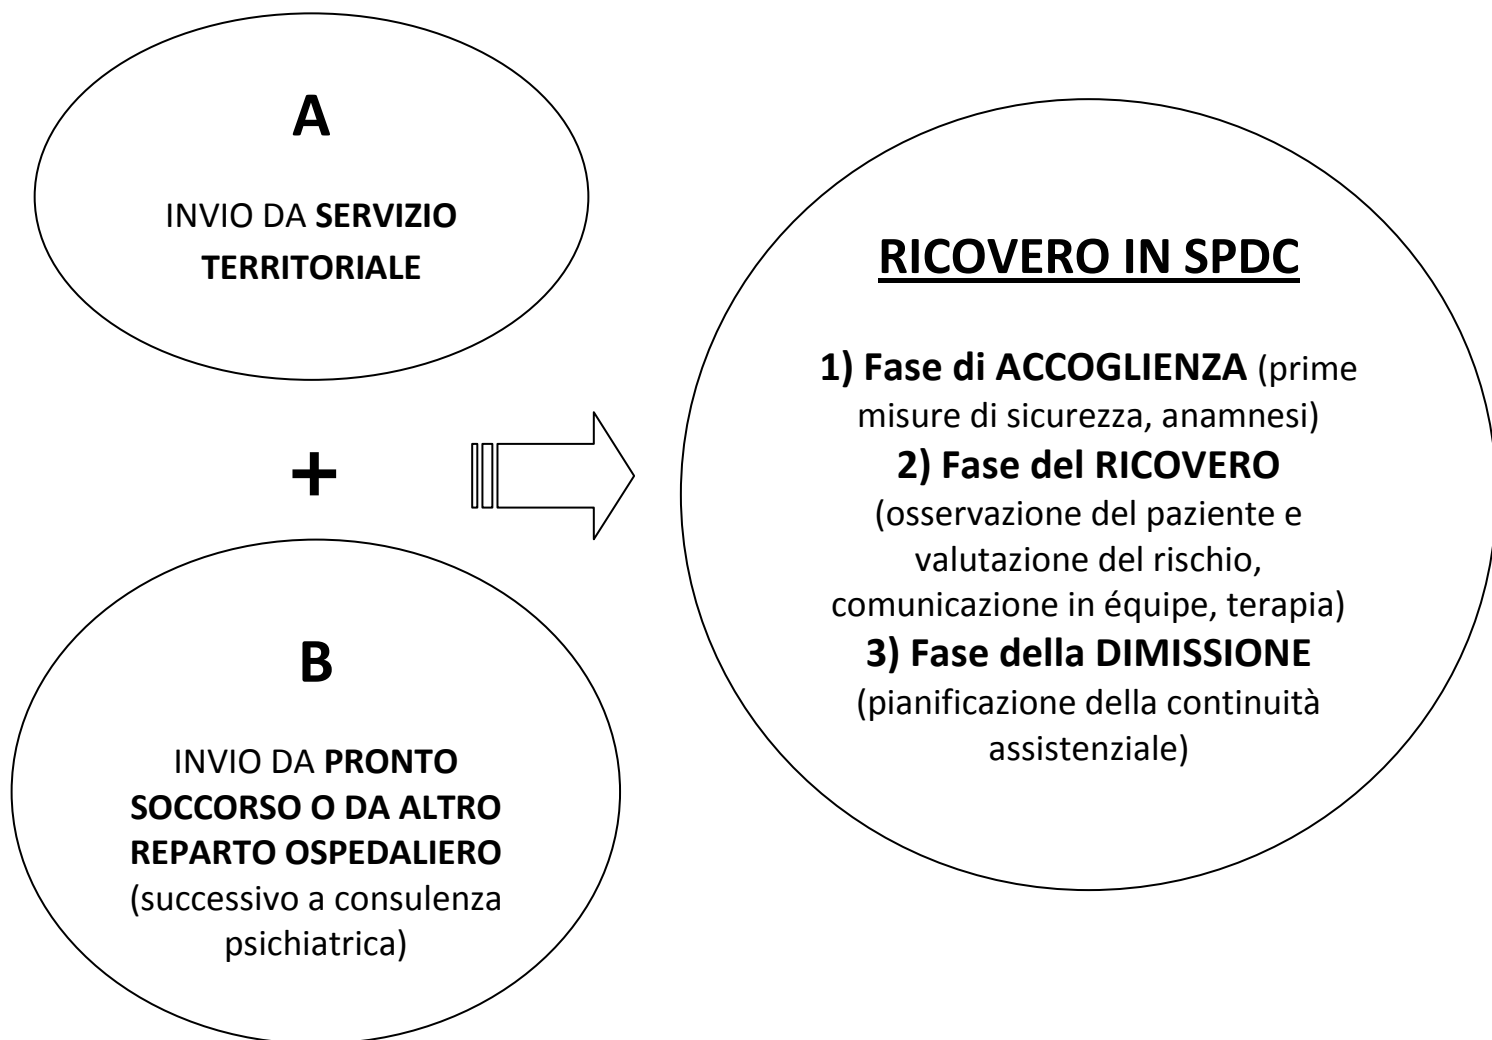 A
INVIO DA SERVIZIO
TERRITORIALE
+
B
INVIO DA PRONTO
SOCCORSO O DA ALTRO
REPARTO OSPEDALIERO
(successivo a consulenza
psichiatrica)
RICOVERO IN SPDC
1) Fase di ACCOGLIENZA (prime
misure di sicurezza, anamnesi)
2) Fase del RICOVERO
(osservazione del paziente e
valutazione del rischio,
comunicazione in équipe, terapia)
3) Fase della DIMISSIONE
(pianificazione della continuità
assistenziale)